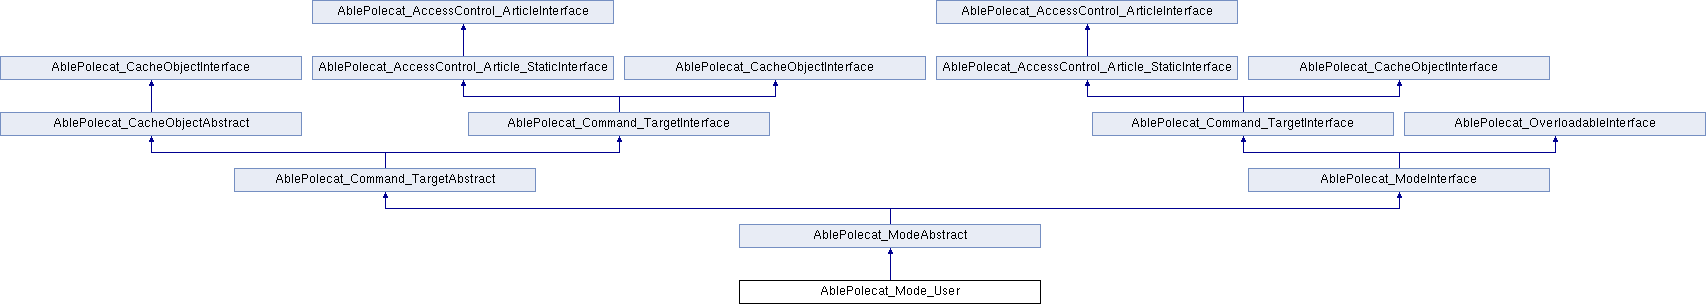 AblePolecat_AccessControl_ArticleInterface
AblePolecat_AccessControl_ArticleInterface
AblePolecat_CacheObjectInterface
AblePolecat_AccessControl_Article_StaticInterface
AblePolecat_CacheObjectInterface
AblePolecat_AccessControl_Article_StaticInterface
AblePolecat_CacheObjectInterface
AblePolecat_CacheObjectAbstract
AblePolecat_Command_TargetInterface
AblePolecat_Command_TargetInterface
AblePolecat_OverloadableInterface
AblePolecat_Command_TargetAbstract
AblePolecat_ModeInterface
AblePolecat_ModeAbstract
AblePolecat_Mode_User